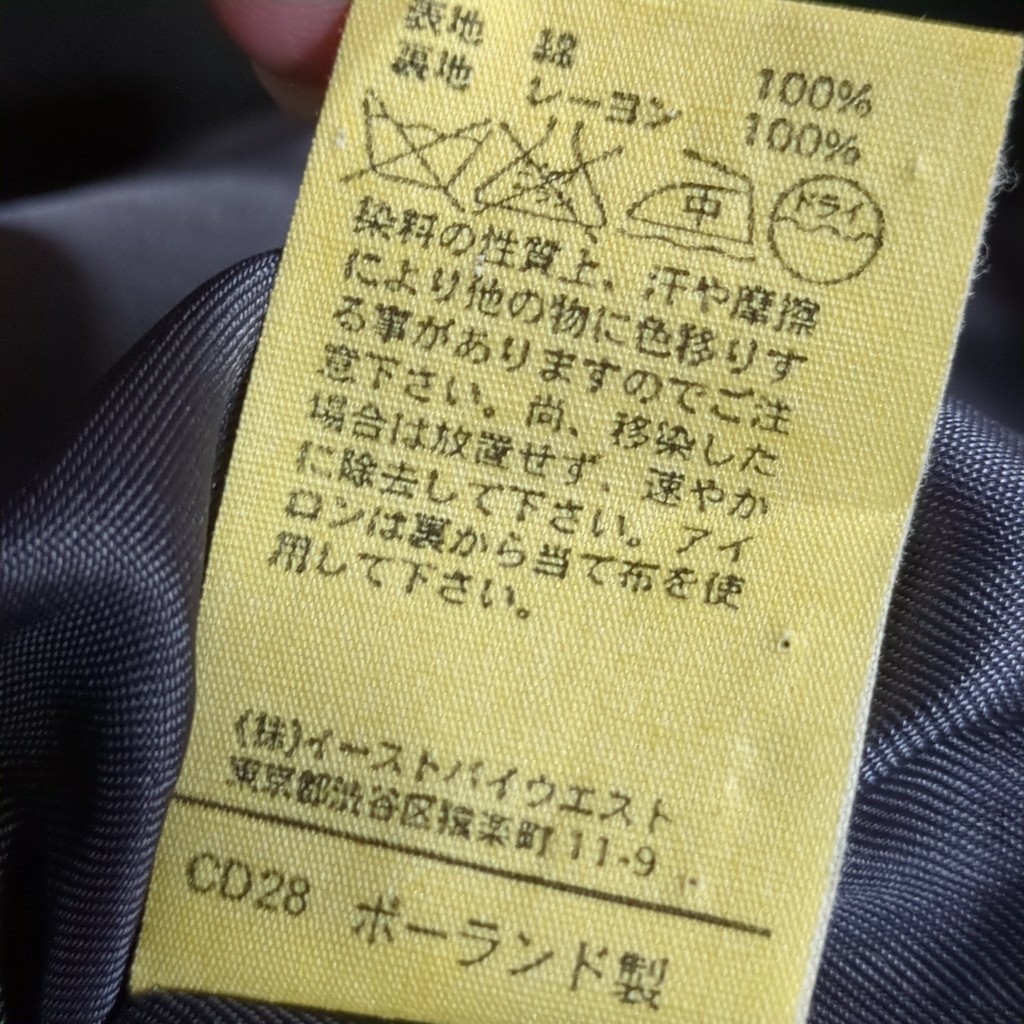 表地 綿 100%
裏地 レーヨン 100%
中 ドライ
染料の性質上、汗や摩擦
により他の物に色移りす
る事がありますのでご注
意下さい。尚、移染した
場合は放置せず、速やか
に除去して下さい。アイ
ロンは裏から当て布を使
用して下さい。
(株)イーストバイウエスト
東京都渋谷区猿楽町11-9
CD28 ポーランド製